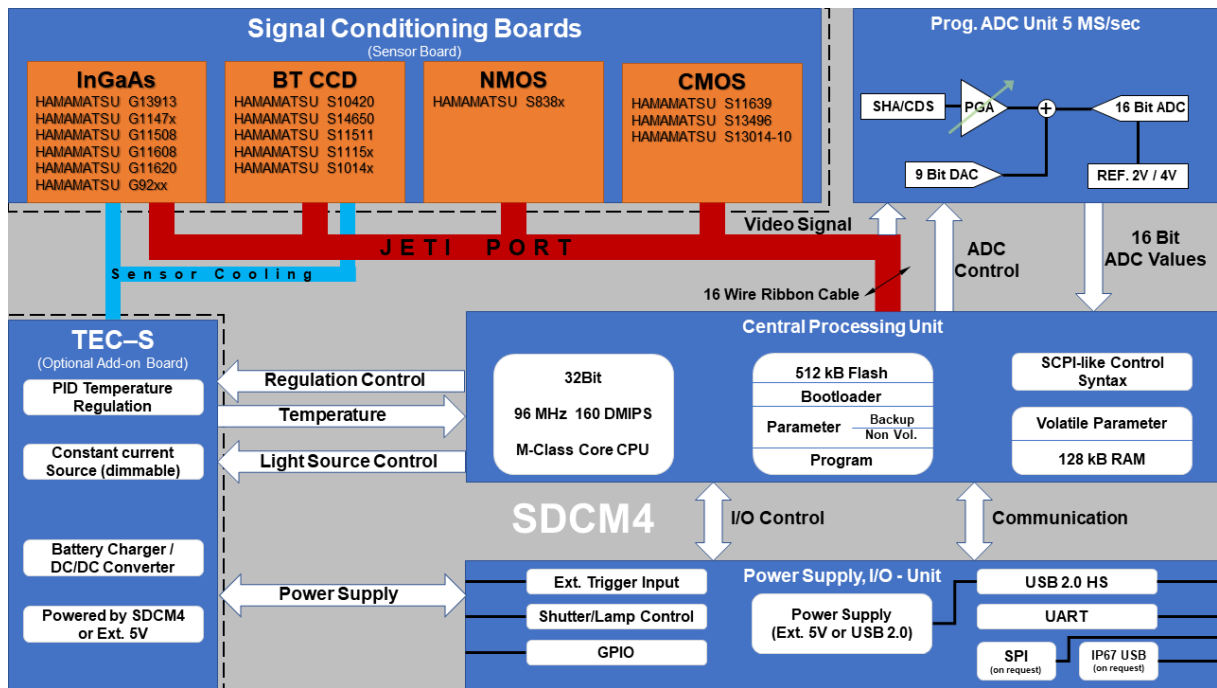 Signal Conditioning Boards
(Sensor Board)
InGaAs
HAMAMATSU G13913
HAMAMATSU G1147x
HAMAMATSU G11508
HAMAMATSU G11608
HAMAMATSU G11620
HAMAMATSU G92xx
BT CCD
HAMAMATSU S10420
HAMAMATSU S14650
HAMAMATSU S11511
HAMAMATSU S1115x
HAMAMATSU S1014x
NMOS
HAMAMATSU S838x
CMOS
HAMAMATSU S11639
HAMAMATSU S13496
HAMAMATSU S13014-10
Prog. ADC Unit 5 MS/sec
SHA/CDS
PGA
+
16 Bit ADC
9 Bit DAC
REF. 2V / 4V
JETI PORT
Sensor Cooling
Video Signal
16 Wire Ribbon Cable
ADC
Control
16 Bit
ADC Values
TEC–S
(Optional Add-on Board)
PID Temperature
Regulation
Constant current
Source (dimmable)
Battery Charger /
DC/DC Converter
Powered by SDCM4
or Ext. 5V
Regulation Control
Temperature
Light Source Control
Power Supply
Central Processing Unit
32Bit
96 MHz 160 DMIPS
M-Class Core CPU
512 kB Flash
Bootloader
Parameter
Backup
Non Vol.
Program
SCPI-like Control
Syntax
Volatile Parameter
128 kB RAM
SDCM4
I/O Control
Communication
Power Supply, I/O - Unit
Ext. Trigger Input
Shutter/Lamp Control
GPIO
Power Supply
(Ext. 5V or USB 2.0)
USB 2.0 HS
UART
SPI
(on request)
IP67 USB
(on request)